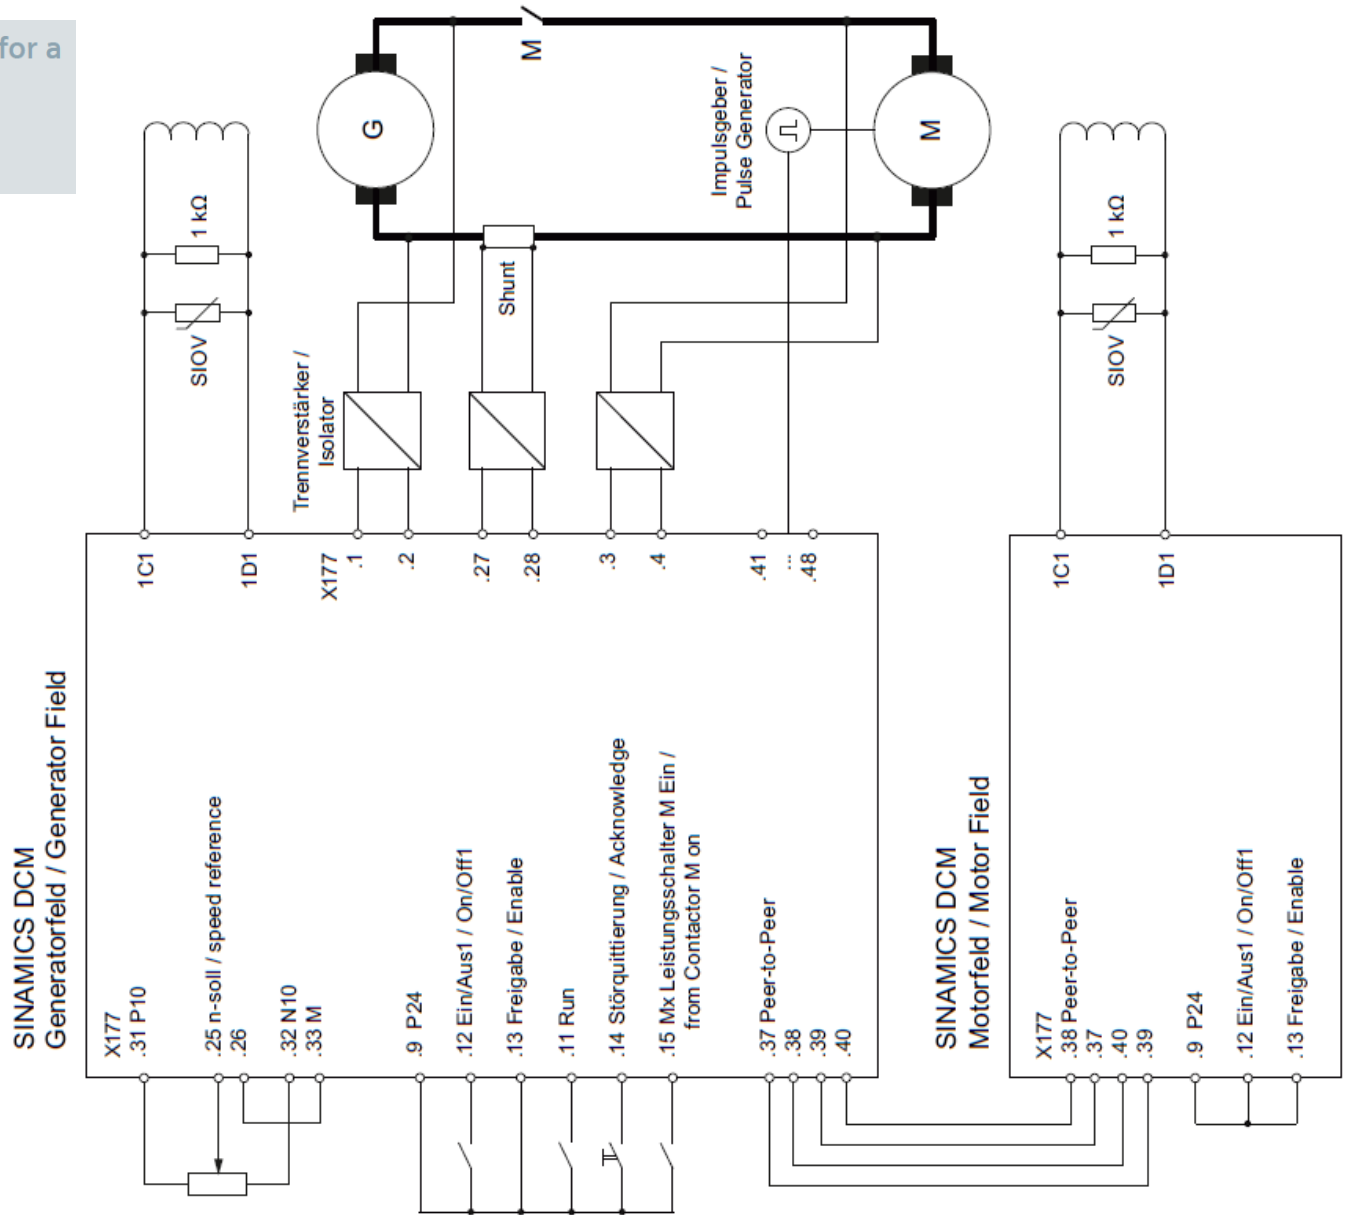 for a
SINAMICS DCM
Generatorfeld / Generator Field
X177
.31 P10
.25 n-soll / speed reference
.26
.32 N10
.33 M
.9 P24
.12 Ein/Aus1 / On/Off1
.13 Freigabe / Enable
.11 Run
.14 Störquittierung / Acknowledge
.15 Mx Leistungsschalter M Ein /
from Contactor M on
.37 Peer-to-Peer
.38
.39
.40
1C1
1D1
X177
.1
.2
.27
.28
.3
.4
.41
...
.48
SIOV
1 kΩ
Trennverstärker /
Isolator
Shunt
G
M
Impulsgeber /
Pulse Generator
M
SINAMICS DCM
Motorfeld / Motor Field
X177
.38 Peer-to-Peer
.37
.40
.39
.9 P24
.12 Ein/Aus1 / On/Off1
.13 Freigabe / Enable
1C1
1D1
SIOV
1 kΩ